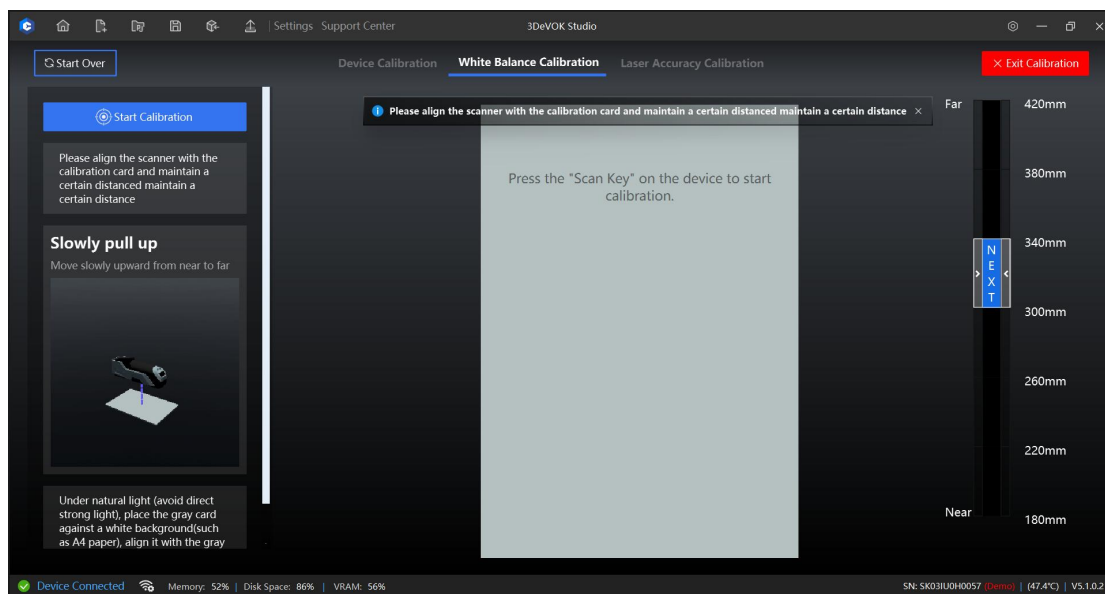 Settings Support Center
3DeVOK Studio
Start Over
Device Calibration
White Balance Calibration
Laser Accuracy Calibration
Exit Calibration
Start Calibration
Please align the scanner with the
calibration card and maintain a
certain distanced maintain a
certain distance
Slowly pull up
Move slowly upward from near to far
Under natural light (avoid direct
strong light), place the gray card
against a white background(such
as A4 paper), align it with the gray
Please align the scanner with the calibration card and maintain a certain distanced maintain a certain distance
Press the "Scan Key" on the device to start
calibration.
Far
420mm
380mm
340mm
NEXT
300mm
260mm
220mm
Near
180mm
Device Connected Memory: 52% | Disk Space: 86% | VRAM: 56% SN: SK03IU0H0057 (Demo) | (47.4℃) | V5.1.0.2